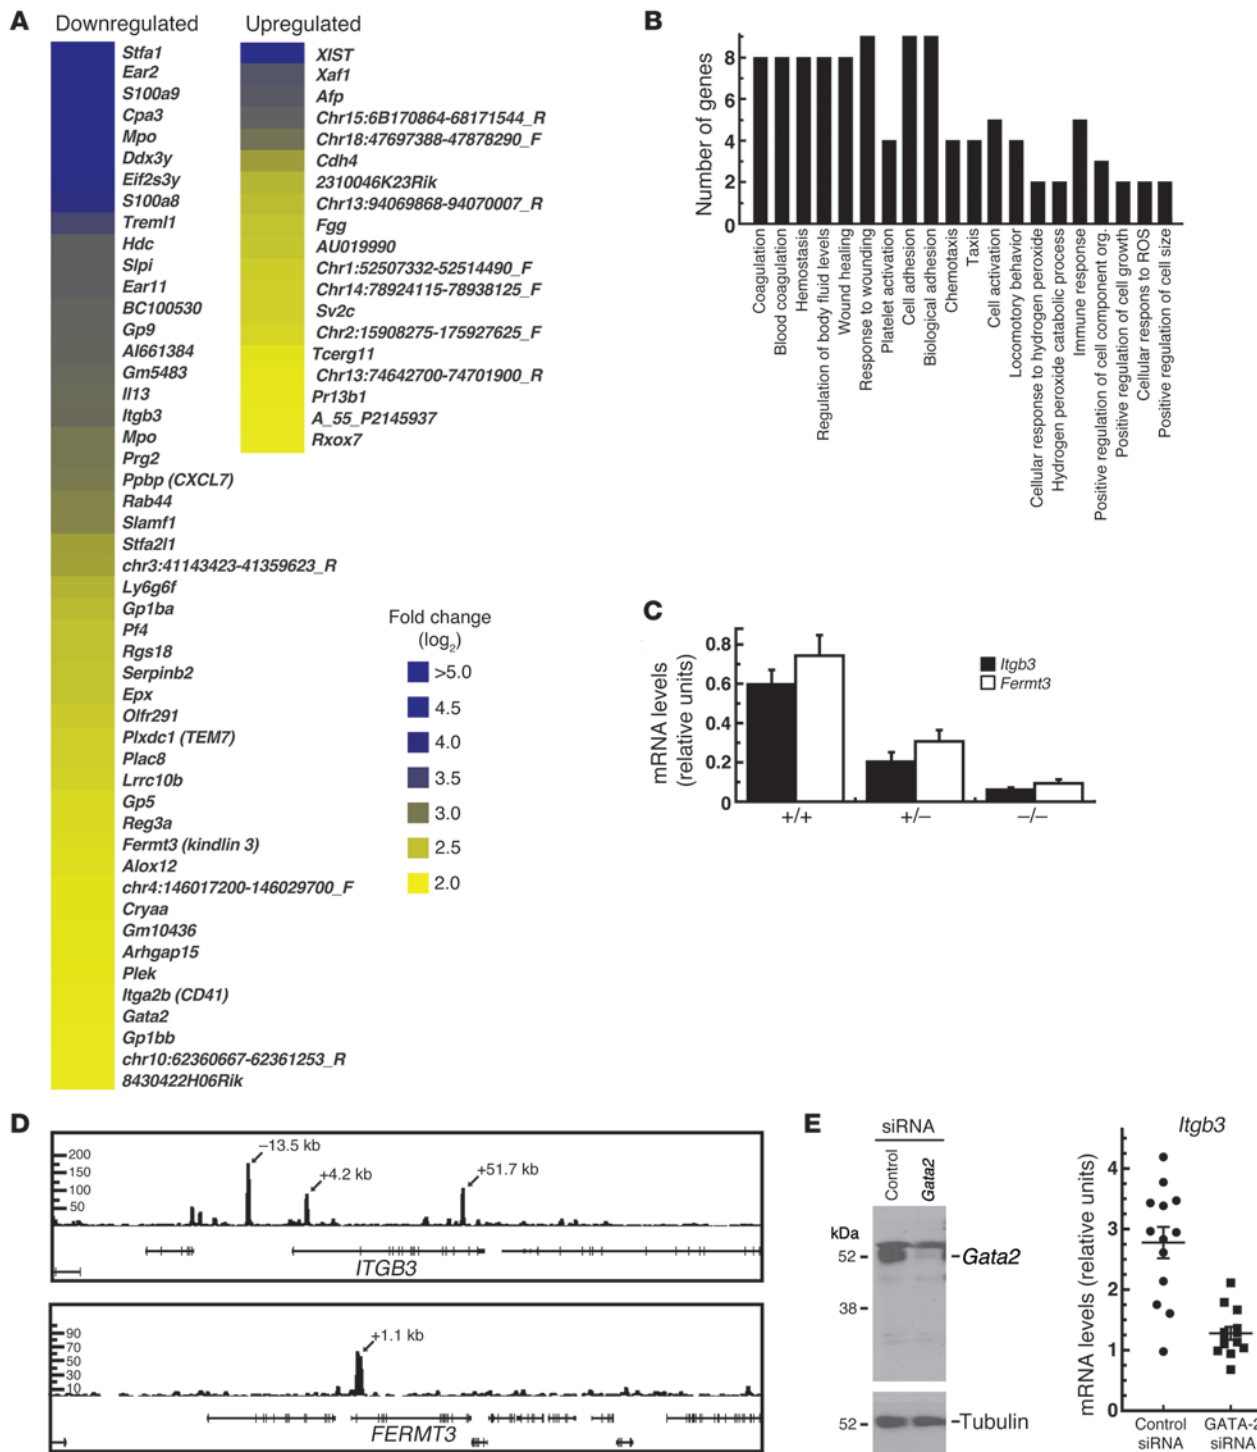 A
Downregulated
Stfa1
Ear2
S100a9
Cpa3
Mpo
Ddx3y
Eif2s3y
S100a8
Treml1
Hdc
Slpi
Ear11
BC100530
Gp9
AI661384
Gm5483
Il13
Itgb3
Mpo
Prg2
Ppbp (CXCL7)
Rab44
Slamf1
Stfa2l1
chr3:41143423-41359623_R
Ly6g6f
Gp1ba
Pf4
Rgs18
Serpinb2
Epx
Olfr291
Plxdc1 (TEM7)
Plac8
Lrrc10b
Gp5
Reg3a
Fermt3 (kindlin 3)
Alox12
chr4:146017200-146029700_F
Cryaa
Gm10436
Arhgap15
Plek
Itga2b (CD41)
Gata2
Gp1bb
chr10:62360667-62361253_R
8430422H06Rik
Upregulated
XIST
Xaf1
Afp
Chr15:6B170864-68171544_R
Chr18:47697388-47878290_F
Cdh4
2310046K23Rik
Chr13:94069868-94070007_R
Fgg
AU019990
Chr1:52507332-52514490_F
Chr14:78924115-78938125_F
Sv2c
Chr2:15908275-175927625_F
Tcerg11
Chr13:74642700-74701900_R
Pr13b1
A_55_P2145937
Rxox7
Fold change
(log2)
>5.0
4.5
4.0
3.5
3.0
2.5
2.0
B
Number of genes
8
6
4
2
0
Coagulation
Blood coagulation
Hemostasis
Regulation of body fluid levels
Wound healing
Response to wounding
Platelet activation
Cell adhesion
Biological adhesion
Chemotaxis
Taxis
Cell activation
Locomotory behavior
Cellular response to hydrogen peroxide
Hydrogen peroxide catabolic process
Immune response
Positive regulation of cell component org.
Positive regulation of cell growth
Cellular respons to ROS
Positive regulation of cell size
C
mRNA levels
(relative units)
0.8
0.6
0.4
0.2
0
+/+
+/−
−/−
Itgb3
Fermt3
D
200
150
100
50
−13.5 kb
+4.2 kb
+51.7 kb
ITGB3
90
70
50
30
10
+1.1 kb
FERMT3
E
siRNA
Control
Gata2
kDa
52
38
52
Gata2
Tubulin
Itgb3
mRNA levels (relative units)
4
3
2
1
0
Control
siRNA
GATA-2
siRNA